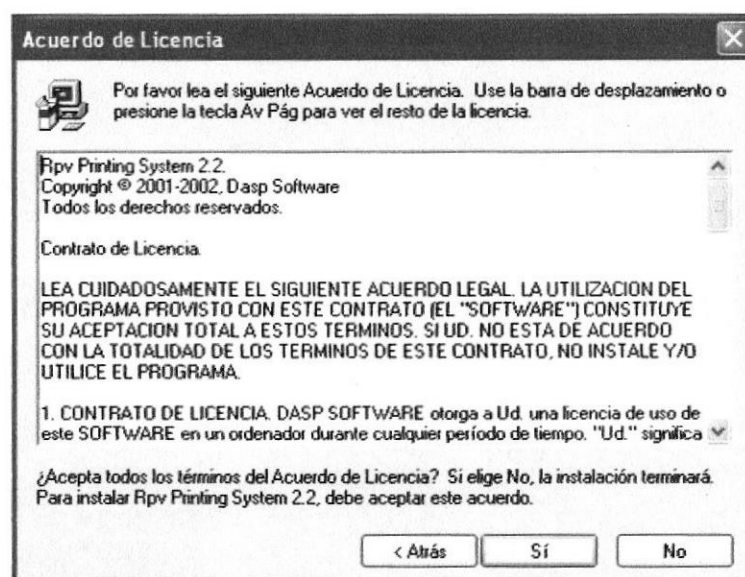 Acuerdo de Licencia
Por favor lea el siguiente Acuerdo de Licencia. Use la barra de desplazamiento o
presione la tecla Av Pág para ver el resto de la licencia.
Rpv Printing System 2.2.
Copyright © 2001-2002, Dasp Software
Todos los derechos reservados.
Contrato de Licencia.
LEA CUIDADOSAMENTE EL SIGUIENTE ACUERDO LEGAL. LA UTILIZACION DEL
PROGRAMA PROVISTO CON ESTE CONTRATO (EL "SOFTWARE") CONSTITUYE
SU ACEPTACION TOTAL A ESTOS TERMINOS. SI UD. NO ESTA DE ACUERDO
CON LA TOTALIDAD DE LOS TERMINOS DE ESTE CONTRATO, NO INSTALE Y/O
UTILICE EL PROGRAMA.
1. CONTRATO DE LICENCIA. DASP SOFTWARE otorga a Ud. una licencia de uso de
este SOFTWARE en un ordenador durante cualquier período de tiempo. "Ud." significa
¿Acepta todos los términos del Acuerdo de Licencia? Si elige No, la instalación terminará.
Para instalar Rpv Printing System 2.2, debe aceptar este acuerdo.
< Atrás Sí No